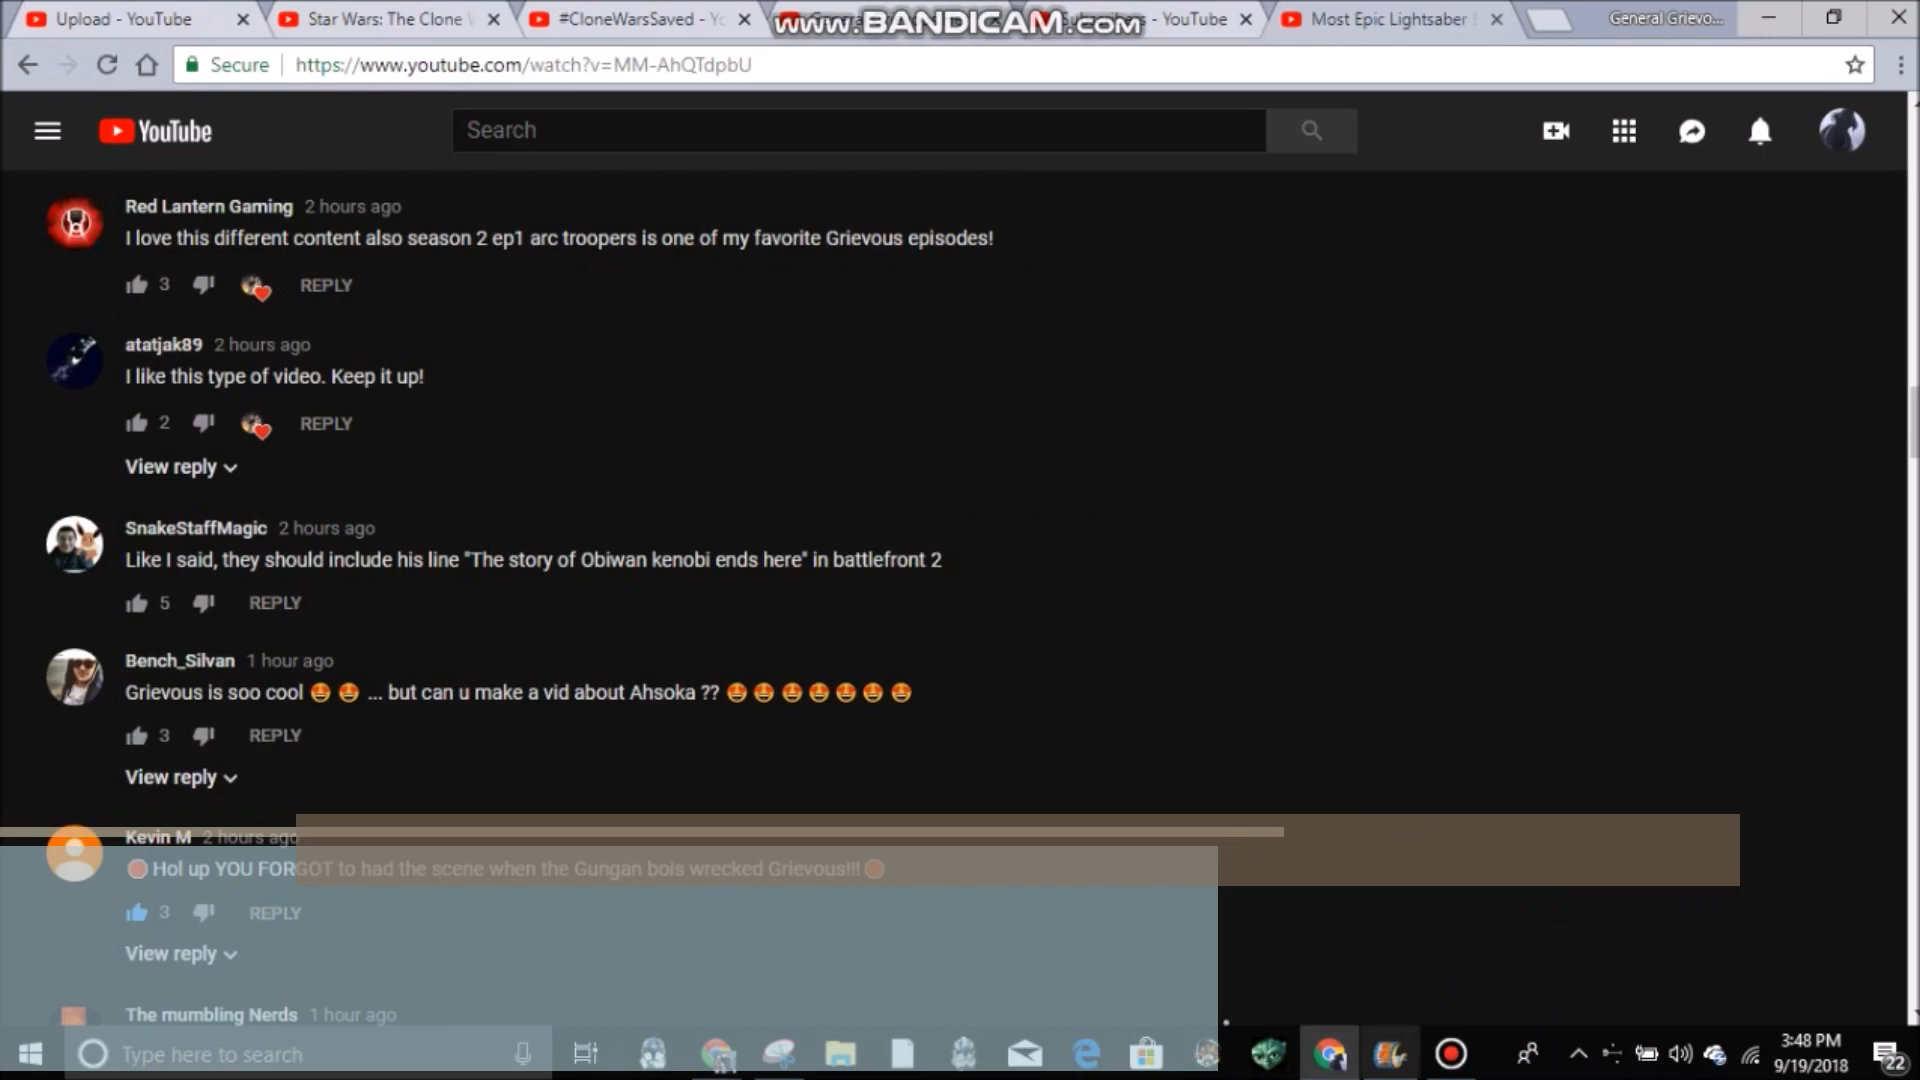 Upload - YouTube
Star Wars: The Clone
#CloneWarsSaved - Yo
www.BANDICAM.com
- YouTube
Most Epic Lightsaber
General Grievo...
Secure
https://www.youtube.com/watch?v=MM-AhQTdpbU
YouTube
Search
Red Lantern Gaming 2 hours ago
I love this different content also season 2 ep1 arc troopers is one of my favorite Grievous episodes!
3 REPLY
atatjak89 2 hours ago
I like this type of video. Keep it up!
2 REPLY
View reply
SnakeStaffMagic 2 hours ago
Like I said, they should include his line "The story of Obiwan kenobi ends here" in battlefront 2
5 REPLY
Bench_Silvan 1 hour ago
Grievous is soo cool 🤩 🤩 ... but can u make a vid about Ahsoka ?? 🤩 🤩 🤩 🤩 🤩 🤩 🤩
3 REPLY
View reply
Kevin M 2 hours ago
🛑 Hol up YOU FORGOT to had the scene when the Gungan bois wrecked Grievous!!! 🛑
3 REPLY
View reply
The mumbling Nerds 1 hour ago
Type here to search
3:48 PM
9/19/2018
22